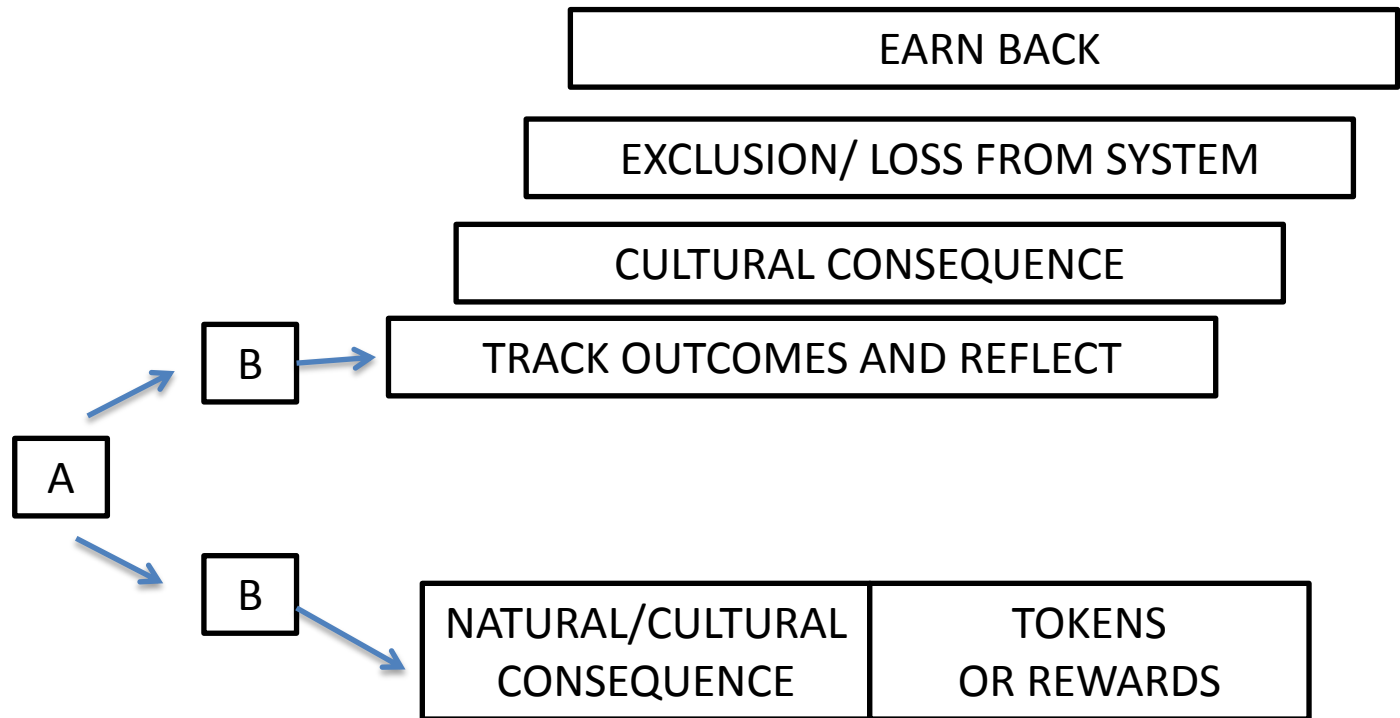 EARN BACK
EXCLUSION/ LOSS FROM SYSTEM
CULTURAL CONSEQUENCE
B
TRACK OUTCOMES AND REFLECT
A
B
NATURAL/CULTURAL
CONSEQUENCE
TOKENS
OR REWARDS